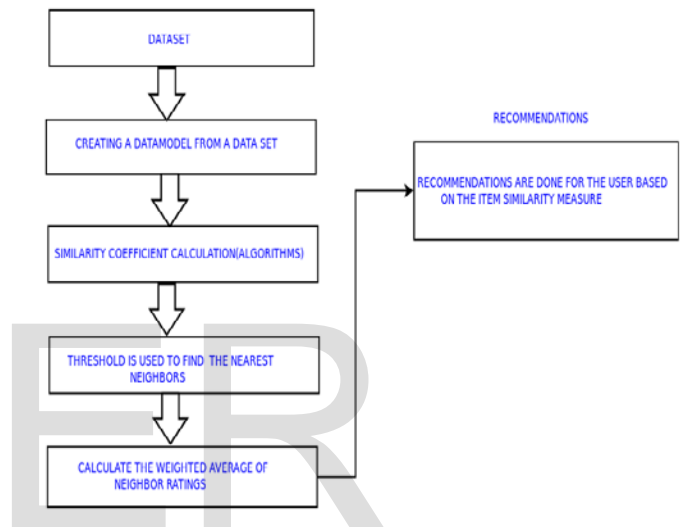 DATASET
CREATING A DATAMODEL FROM A DATA SET
SIMILARITY COEFFICIENT CALCULATION(ALGORITHMS)
THRESHOLD IS USED TO FIND THE NEAREST
NEIGHBORS
CALCULATE THE WEIGHTED AVERAGE OF
NEIGHBOR RATINGS
RECOMMENDATIONS
RECOMMENDATIONS ARE DONE FOR THE USER BASED
ON THE ITEM SIMILARITY MEASURE
ER